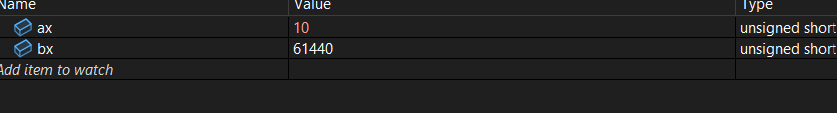 Name Value Type
ax 10 unsigned short
bx 61440 unsigned short
Add item to watch